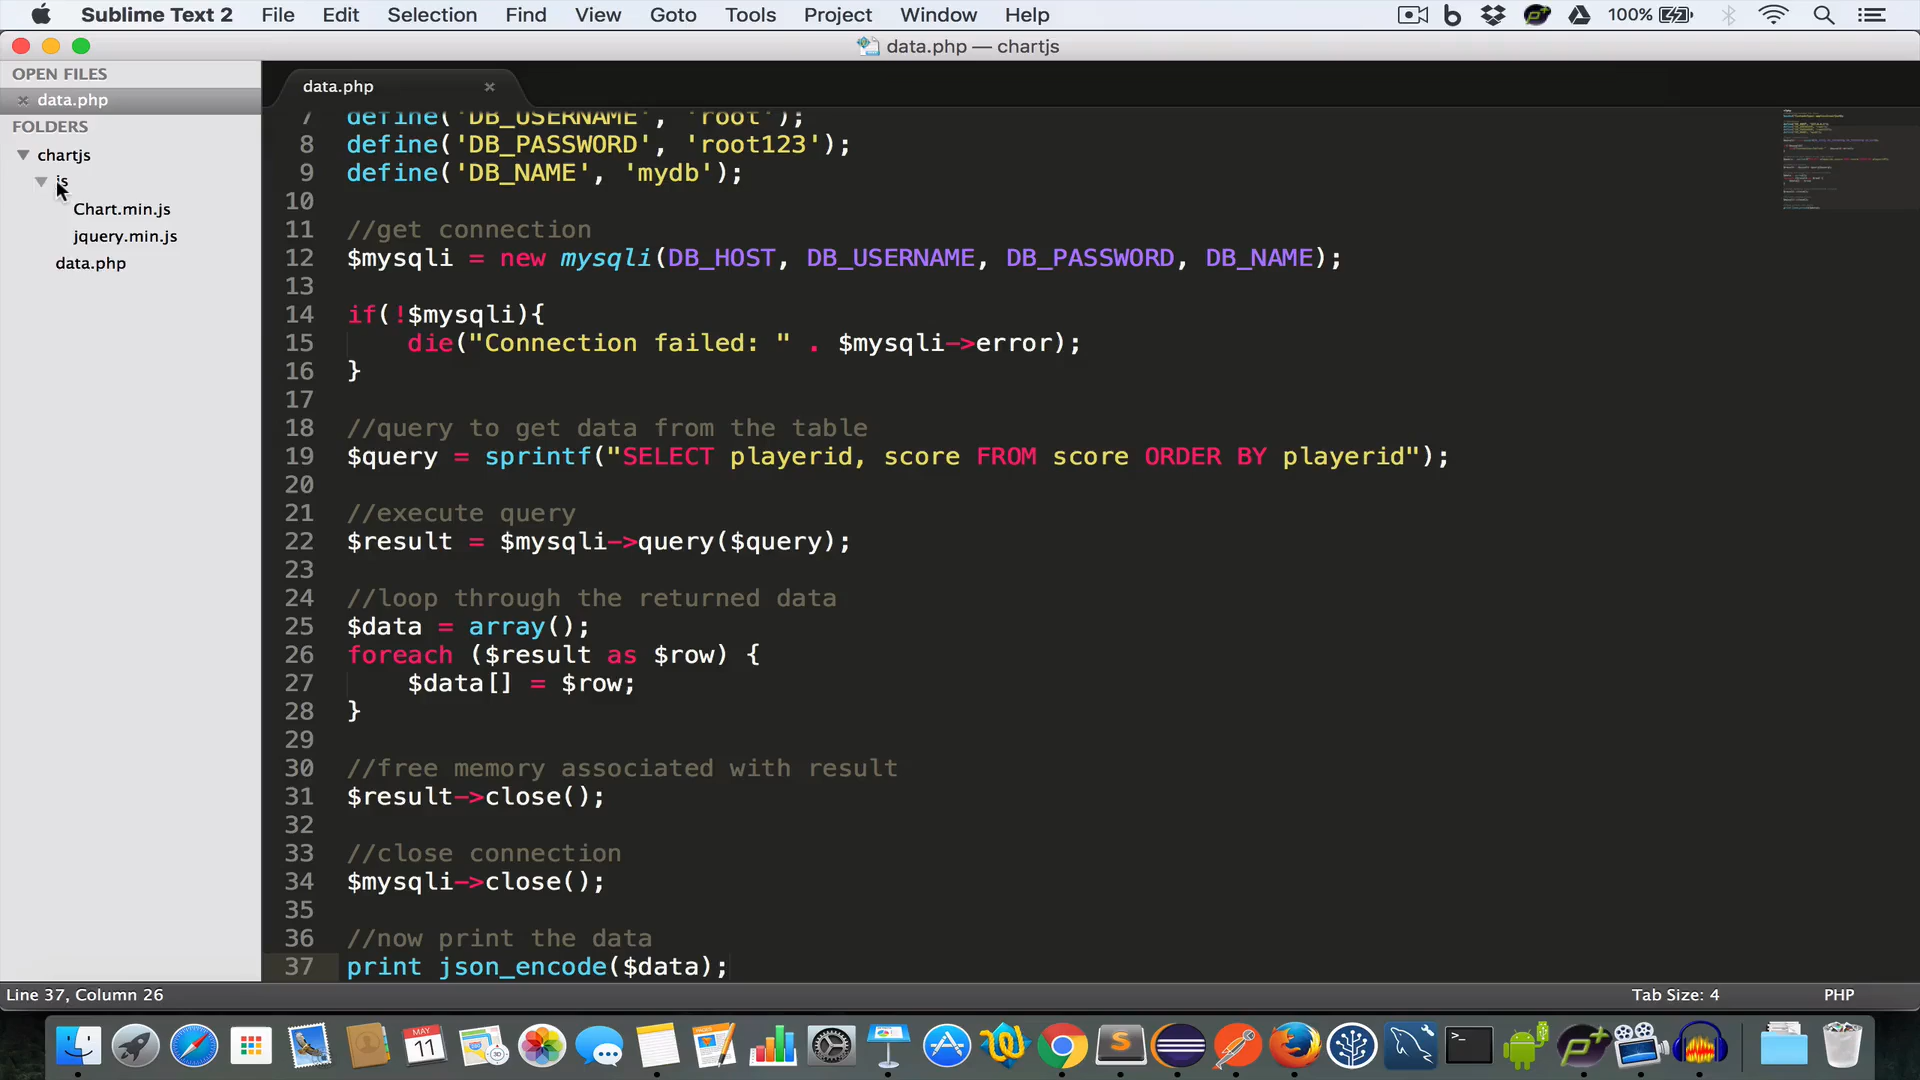 Sublime Text 2 File Edit Selection Find View Goto Tools Project Window Help 100%
data.php — chartjs
OPEN FILES
data.php
FOLDERS
chartjs
js
Chart.min.js
jquery.min.js
data.php
data.php
7 define('DB_USERNAME', 'root');
8 define('DB_PASSWORD', 'root123');
9 define('DB_NAME', 'mydb');
10
11 //get connection
12 $mysqli = new mysqli(DB_HOST, DB_USERNAME, DB_PASSWORD, DB_NAME);
13
14 if(!$mysqli){
15 die("Connection failed: " . $mysqli->error);
16 }
17
18 //query to get data from the table
19 $query = sprintf("SELECT playerid, score FROM score ORDER BY playerid");
20
21 //execute query
22 $result = $mysqli->query($query);
23
24 //loop through the returned data
25 $data = array();
26 foreach ($result as $row) {
27 $data[] = $row;
28 }
29
30 //free memory associated with result
31 $result->close();
32
33 //close connection
34 $mysqli->close();
35
36 //now print the data
37 print json_encode($data);
Line 37, Column 26 Tab Size: 4 PHP
MAY
11